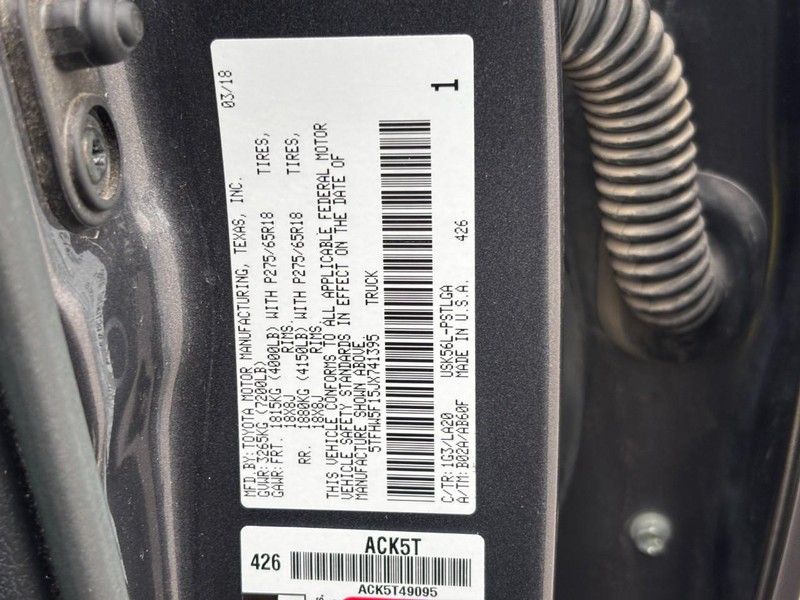 MFD.BY:TOYOTA MOTOR MANUFACTURING, TEXAS, INC. 03/18
GVWR:3265KG (7200LB)
GAWR:FRT. 1815KG (4000LB) WITH P275/65R18 TIRES,
18X8J RIMS.
RR. 1880KG (4150LB) WITH P275/65R18 TIRES,
18X8J RIMS.
THIS VEHICLE CONFORMS TO ALL APPLICABLE FEDERAL MOTOR
VEHICLE SAFETY STANDARDS IN EFFECT ON THE DATE OF
MANUFACTURE SHOWN ABOVE.
5TFHW5F15JX741395 TRUCK
1
C/TR:1G3/LA20 USK56L-PSTLGA 426
A/TM:B02A/AB60F MADE IN U.S.A.
ACK5T
426
ACK5T49095